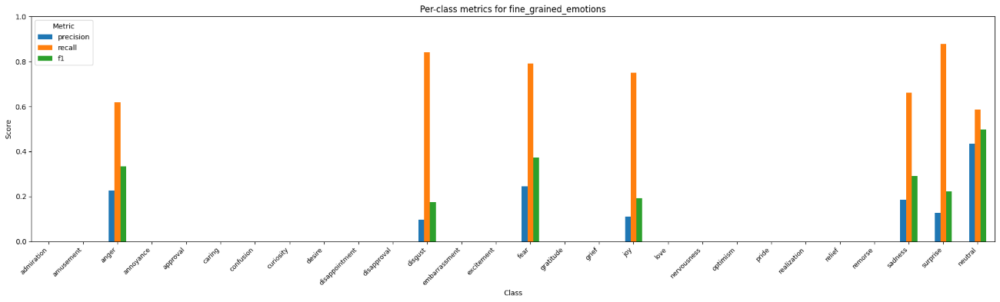 Per-class metrics for fine_grained_emotions
Metric
precision
recall
f1
Score
1.0
0.8
0.6
0.4
0.2
0.0
admiration
amusement
anger
annoyance
approval
caring
confusion
curiosity
desire
disappointment
disapproval
disgust
embarrassment
excitement
fear
gratitude
grief
joy
love
nervousness
optimism
pride
realization
relief
remorse
sadness
surprise
neutral
Class